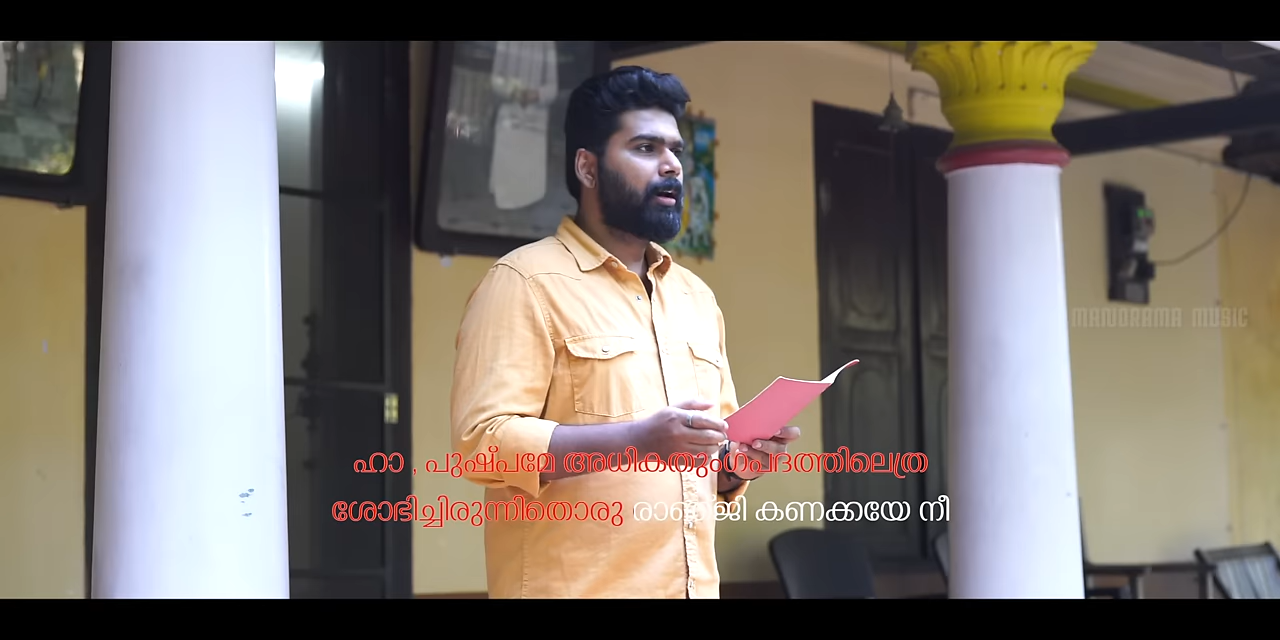 MANORAMA MUSIC
ഹാ , പുഷ്പമേ അധികതുംഗപദത്തിലെത്ര
ശോഭിച്ചിരുന്നിതൊരു രാജ്ഞി കണക്കയേ നീ